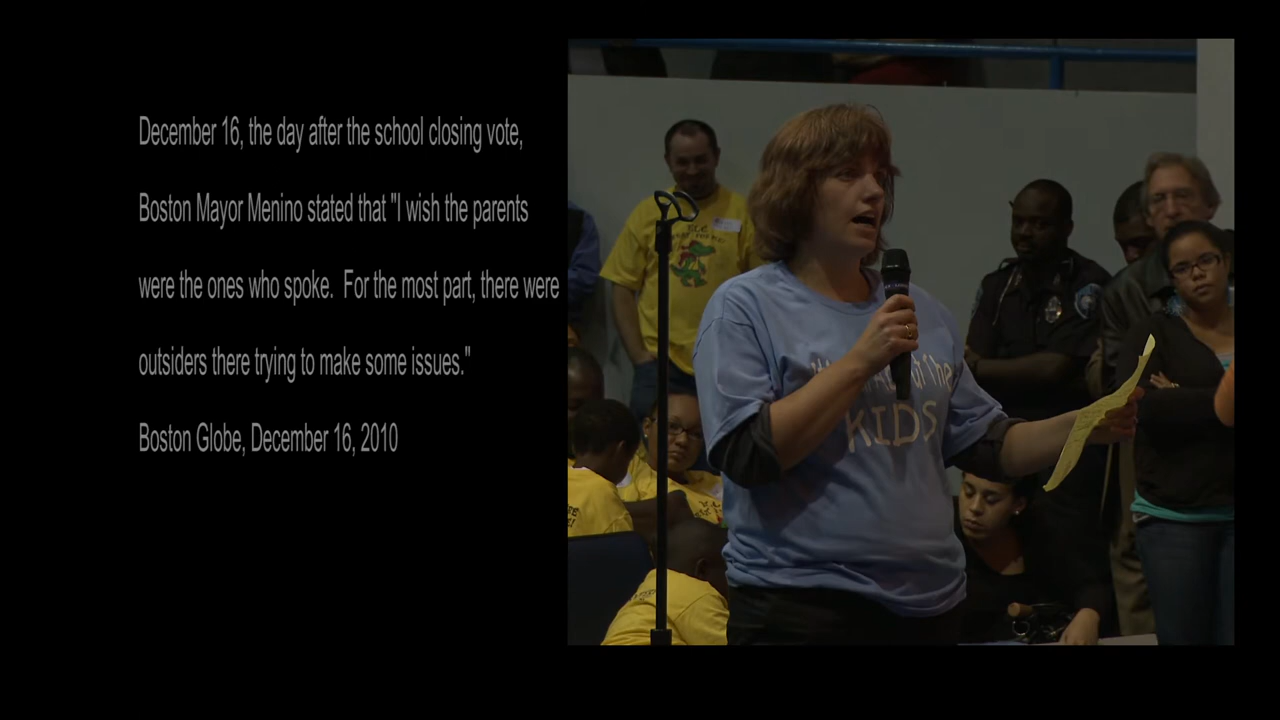 December 16, the day after the school closing vote,
Boston Mayor Menino stated that "I wish the parents
were the ones who spoke.  For the most part, there were
outsiders there trying to make some issues."
Boston Globe, December 16, 2010
KIDS